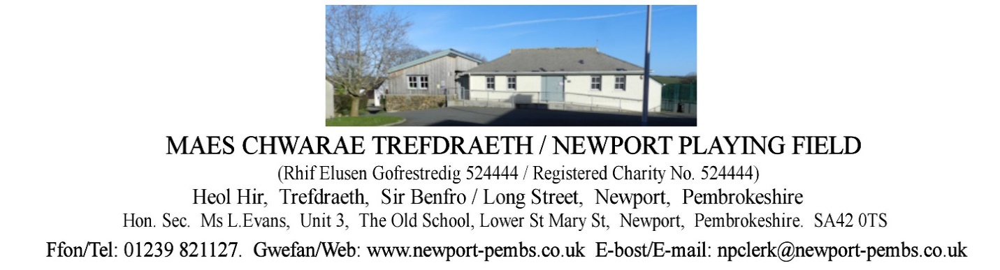 MAES CHWARAE TREFDRAETH / NEWPORT PLAYING FIELD
(Rhif Elusen Gofrestredig 524444 / Registered Charity No. 524444)
Heol Hir, Trefdraeth, Sir Benfro / Long Street, Newport, Pembrokeshire
Hon. Sec. Ms L.Evans, Unit 3, The Old School, Lower St Mary St, Newport, Pembrokeshire. SA42 0TS
Ffon/Tel: 01239 821127. Gwefan/Web: www.newport-pembs.co.uk E-bost/E-mail: npclerk@newport-pembs.co.uk